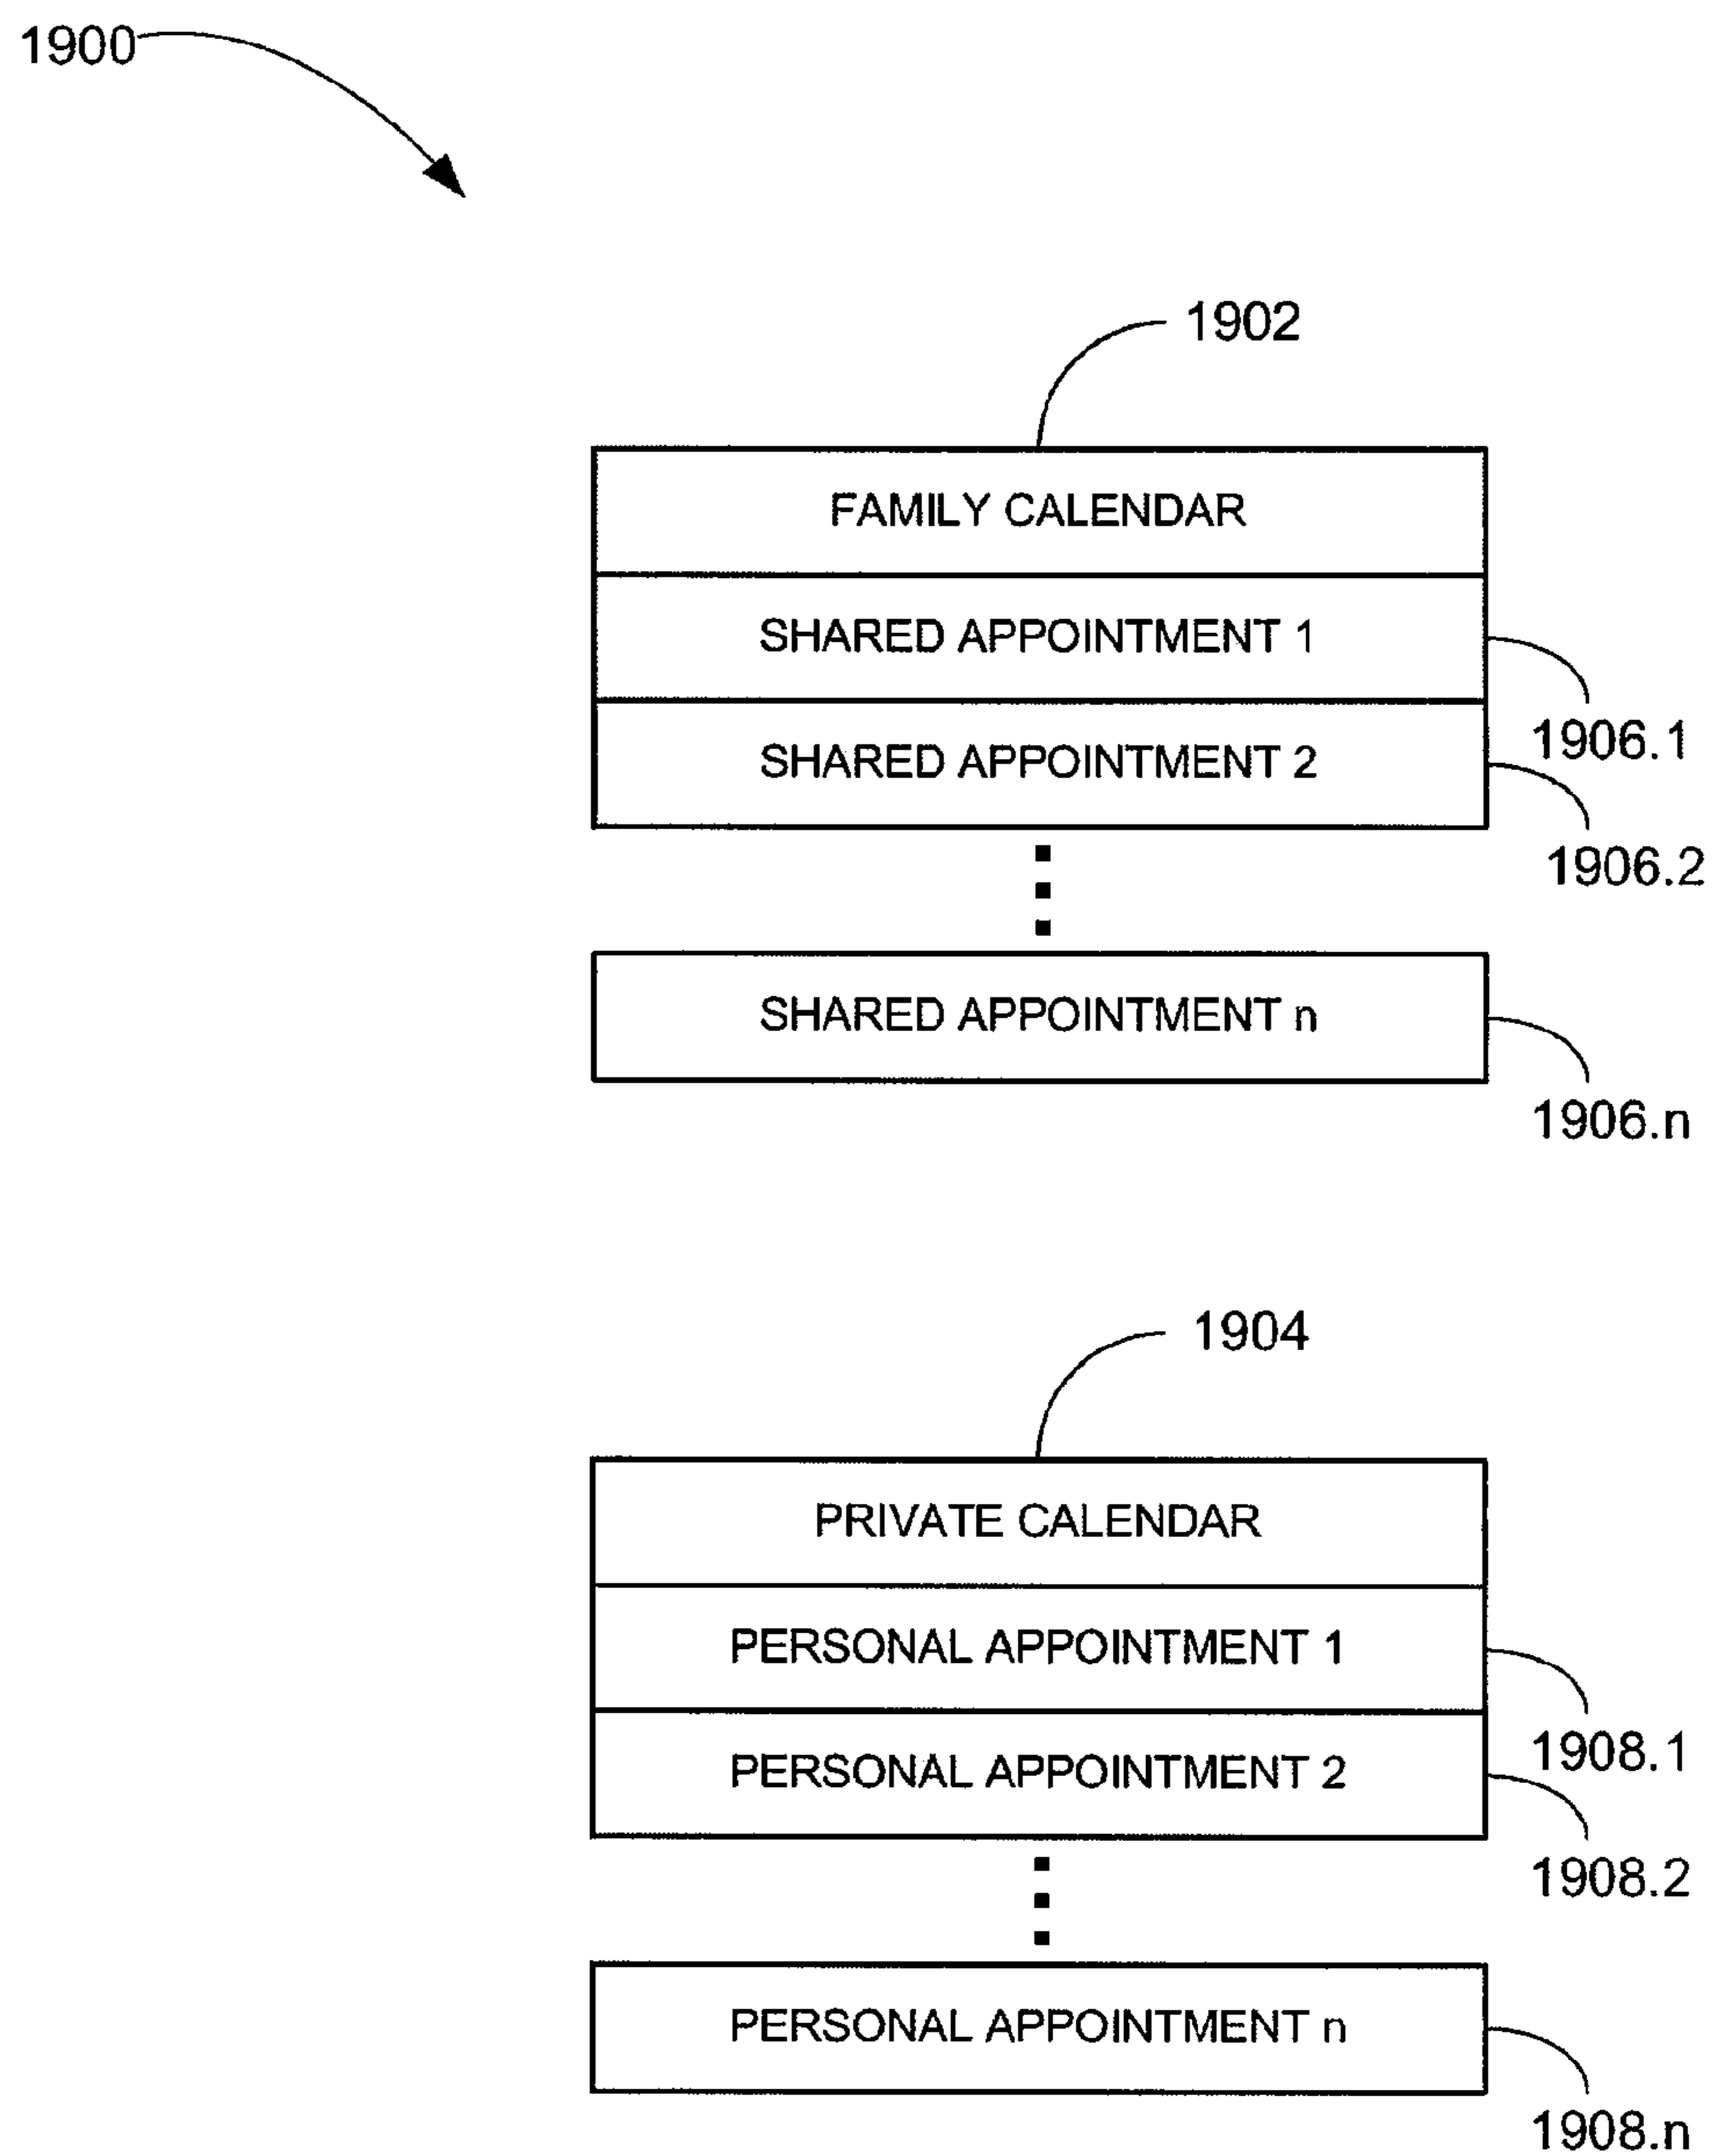 1900
1902
FAMILY CALENDAR
SHARED APPOINTMENT 1
1906.1
SHARED APPOINTMENT 2
1906.2
SHARED APPOINTMENT n
1906.n
1904
PRIVATE CALENDAR
PERSONAL APPOINTMENT 1
1908.1
PERSONAL APPOINTMENT 2
1908.2
PERSONAL APPOINTMENT n
1908.n